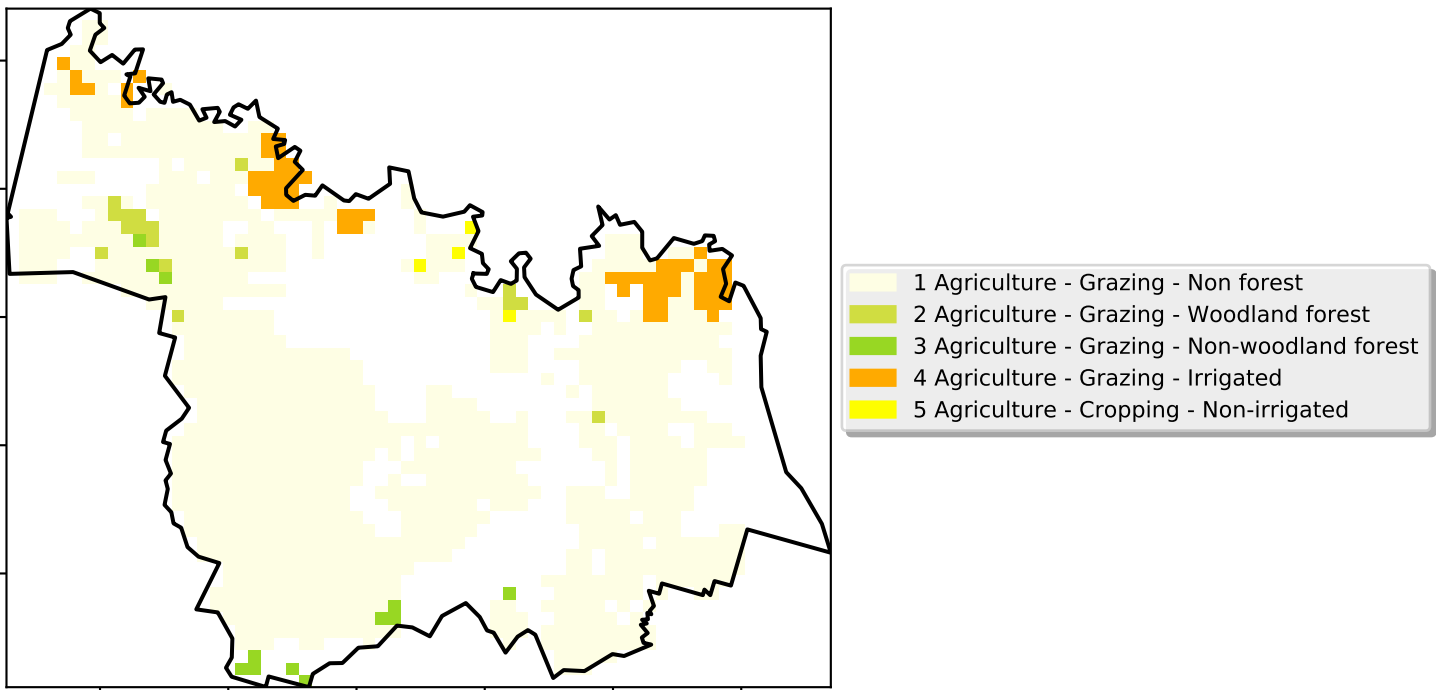 1 Agriculture - Grazing - Non forest
2 Agriculture - Grazing - Woodland forest
3 Agriculture - Grazing - Non-woodland forest
4 Agriculture - Grazing - Irrigated
5 Agriculture - Cropping - Non-irrigated